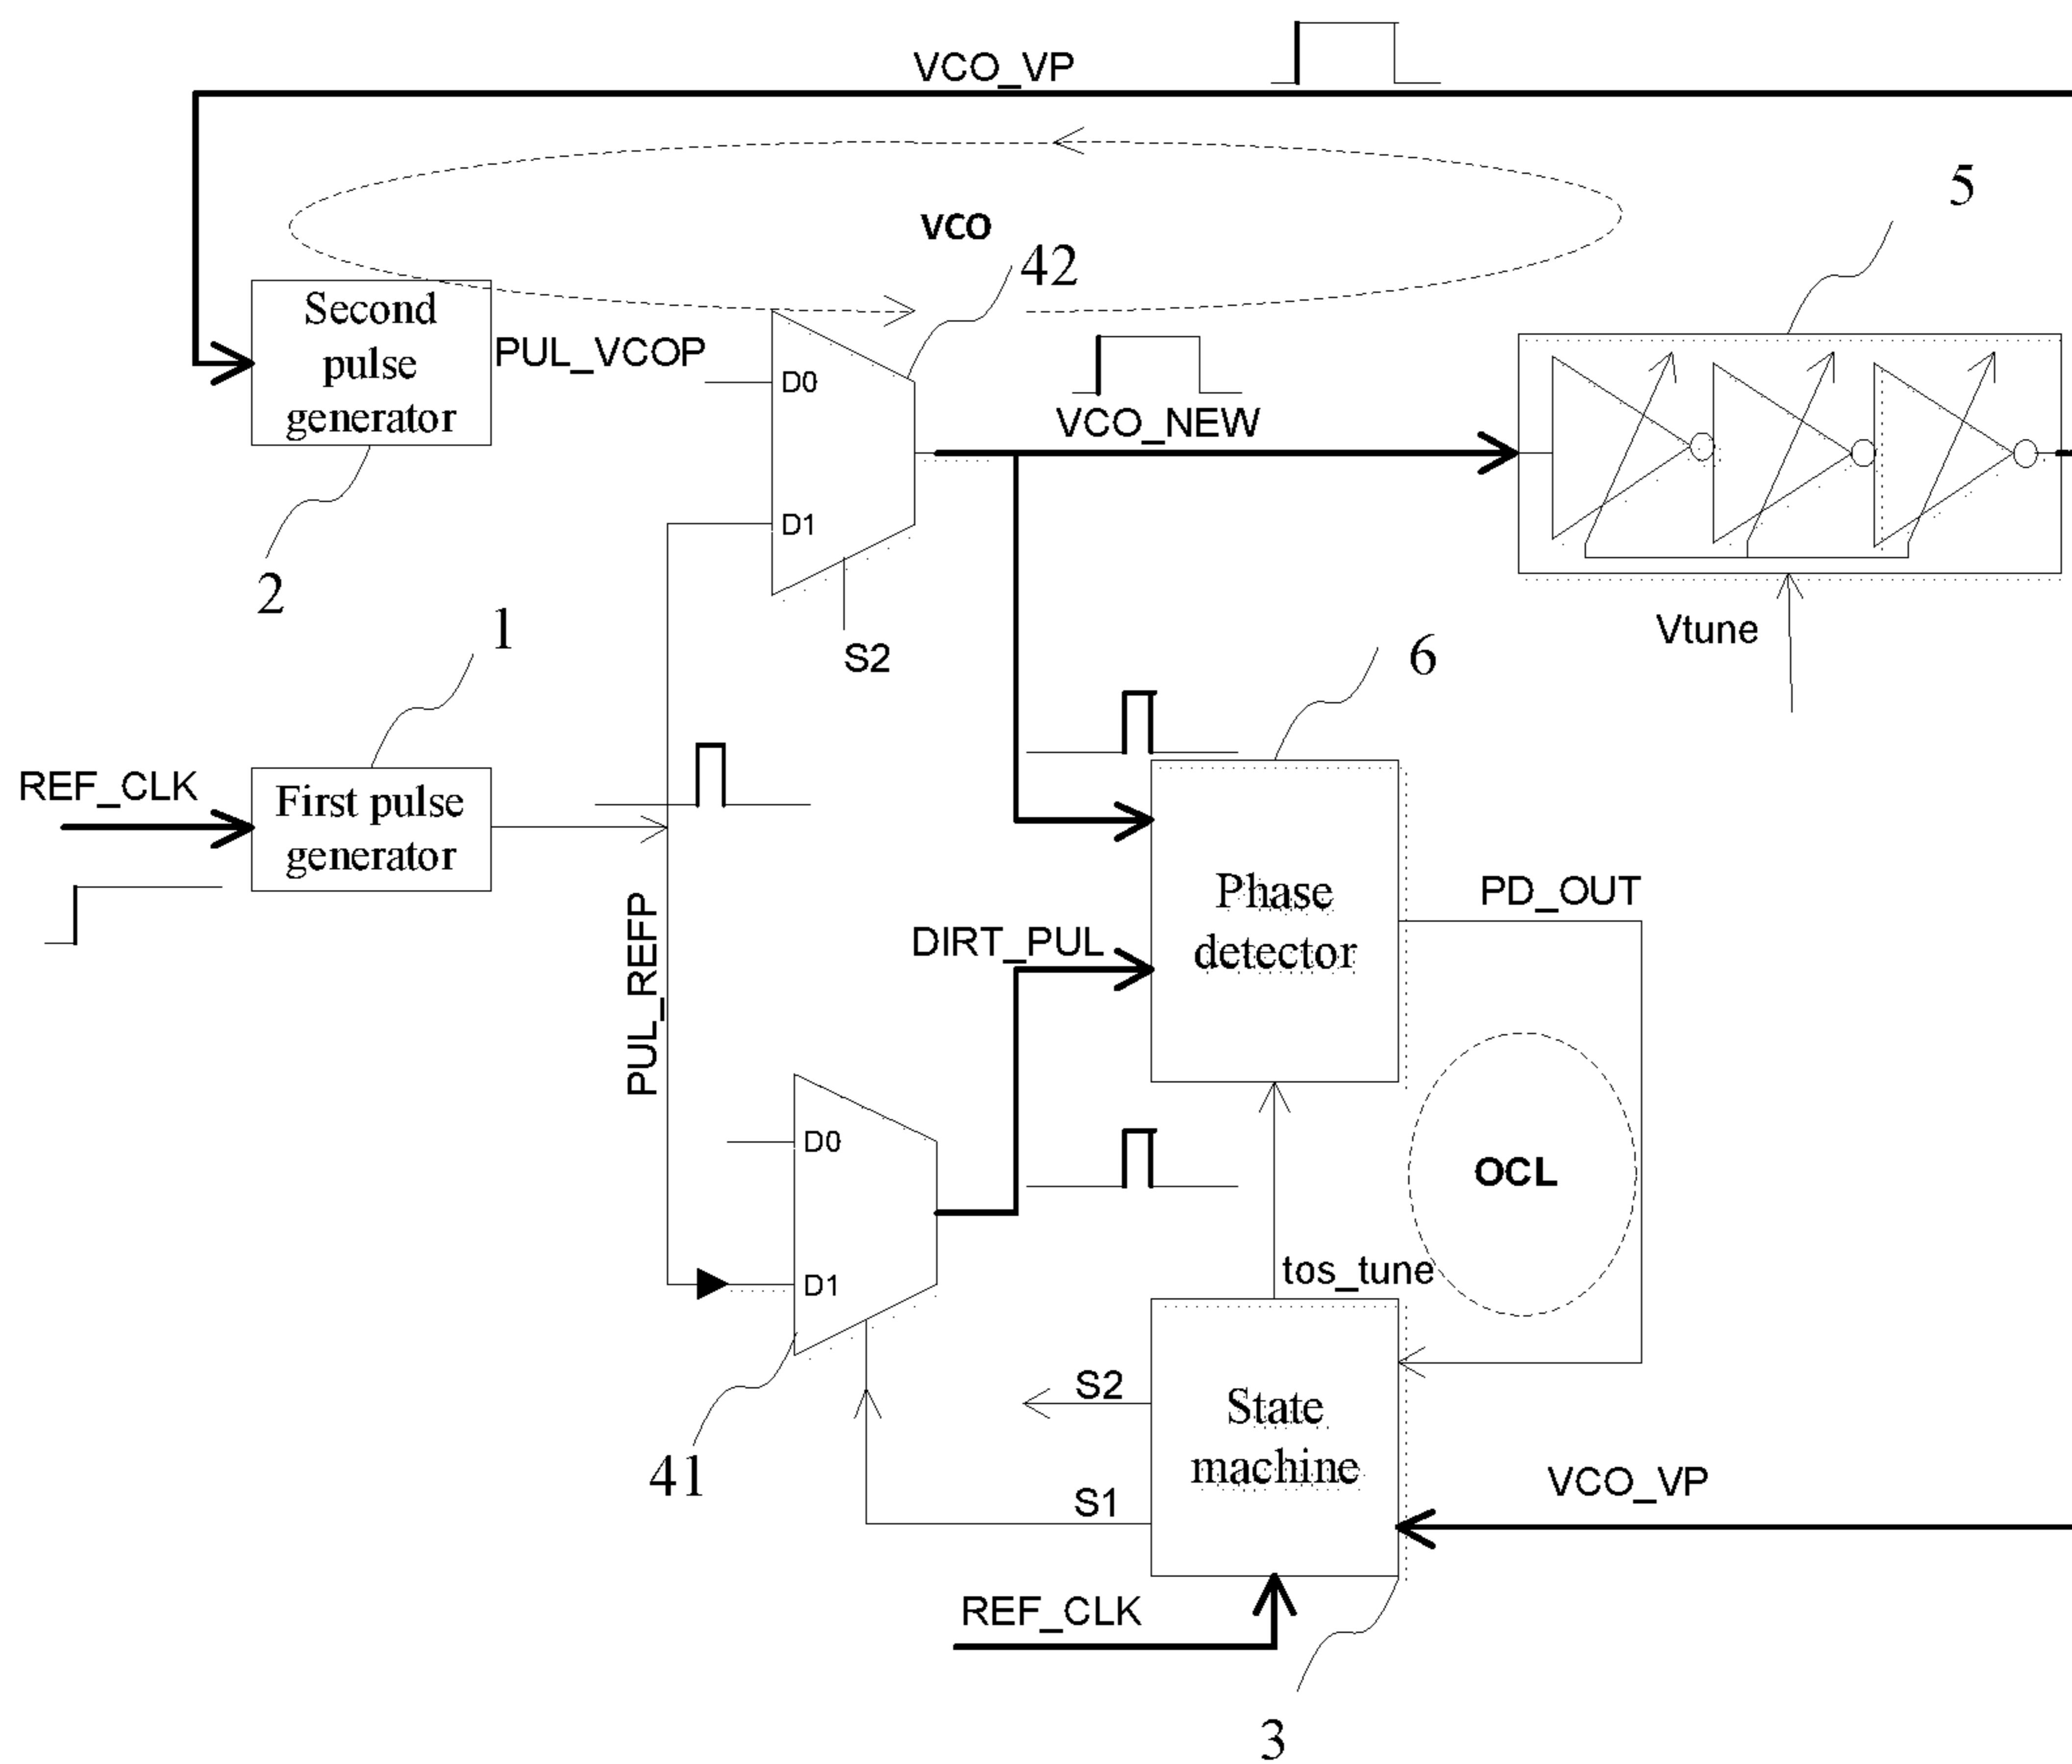 VCO_VP
vco
5
42
Second
pulse
generator
PUL_VCOP
D0
VCO_NEW
D1
2
S2
Vtune
1
6
REF_CLK
First pulse
generator
PUL_REFP
Phase
detector
PD_OUT
DIRT_PUL
D0
OCL
D1
tos_tune
S2
State
machine
41
S1
VCO_VP
REF_CLK
3